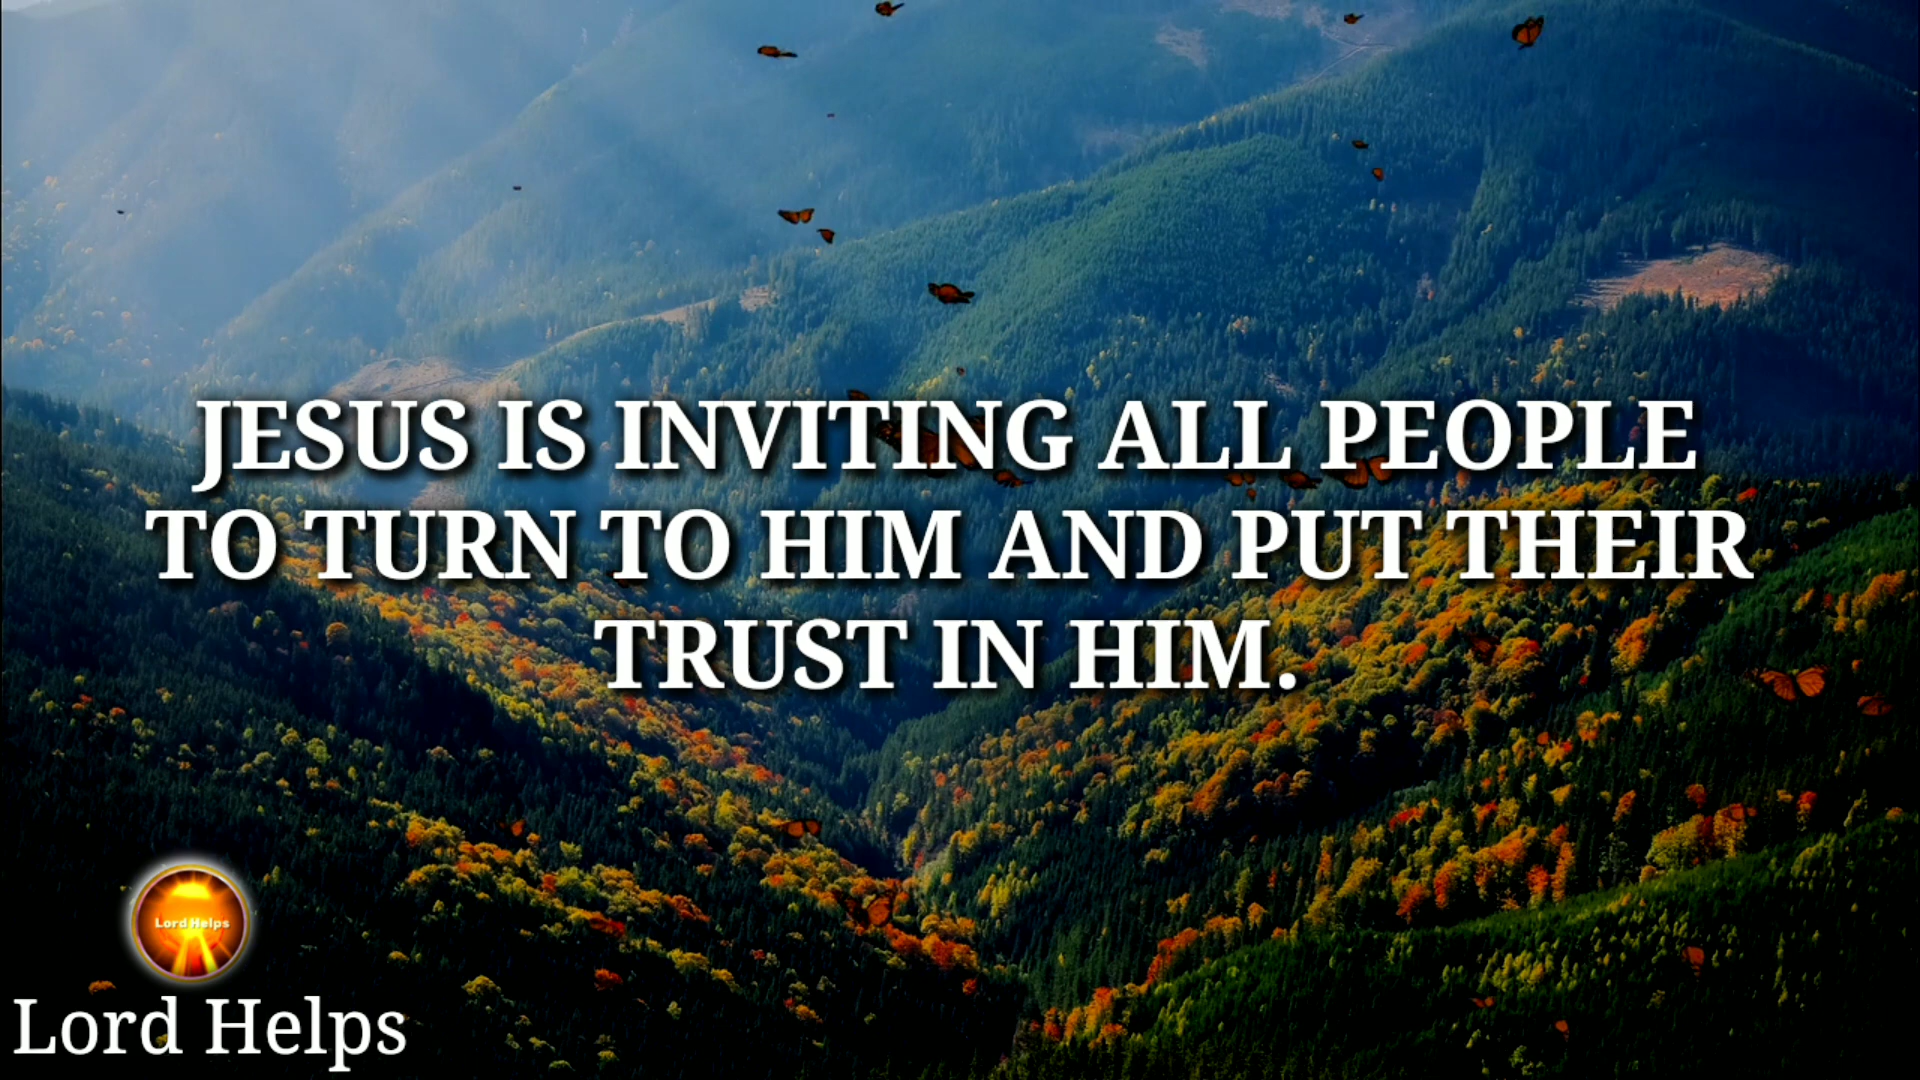 JESUS IS INVITING ALL PEOPLE
TO TURN TO HIM AND PUT THEIR
TRUST IN HIM.
Lord Helps
Lord Helps